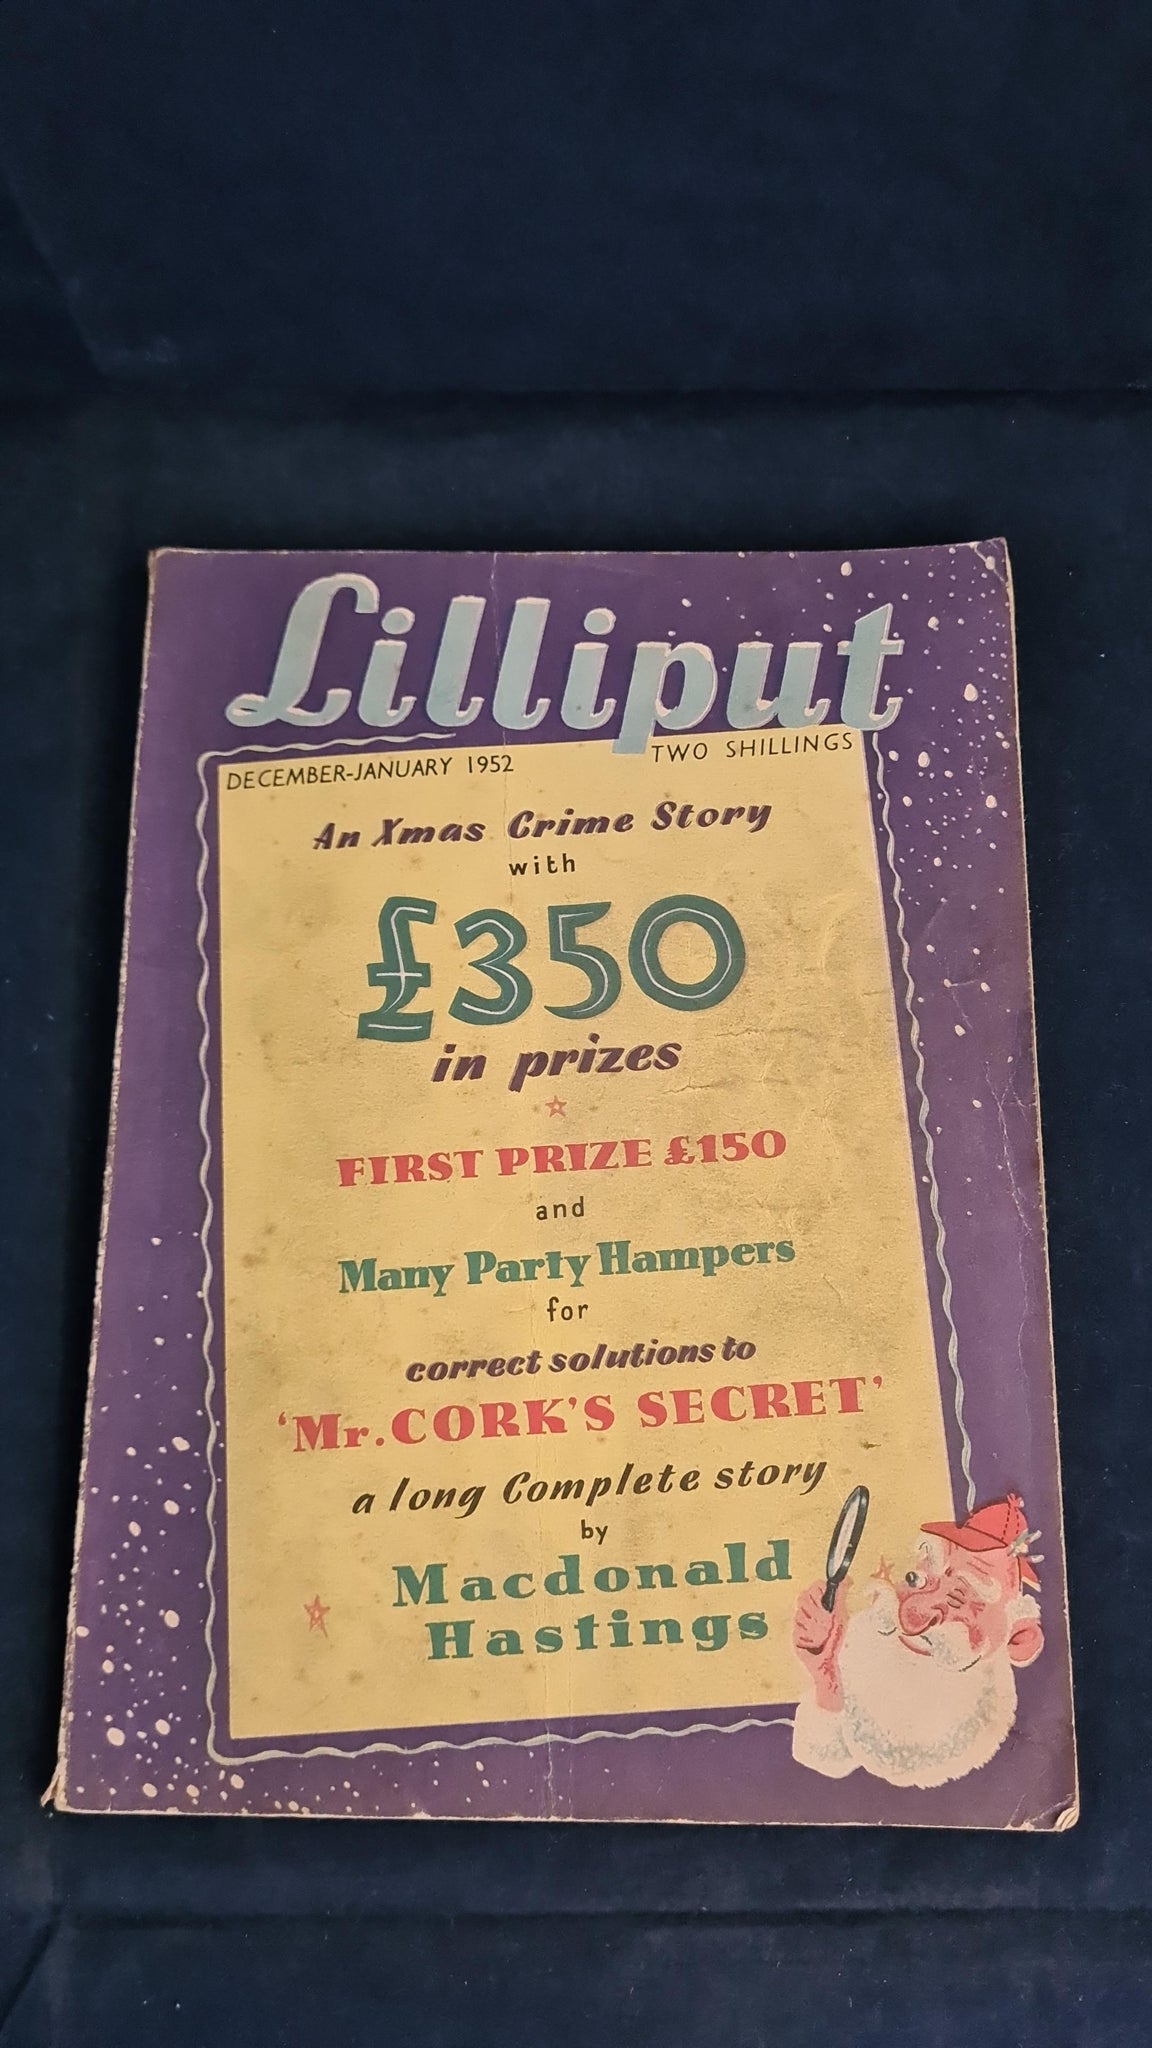 Lilliput
DECEMBER-JANUARY 1952 TWO SHILLINGS
An Xmas Crime Story
with
£350
in prizes
FIRST PRIZE £150
and
Many Party Hampers
for
correct solutions to
'Mr. CORK'S SECRET'
a long Complete story
by
Macdonald
Hastings